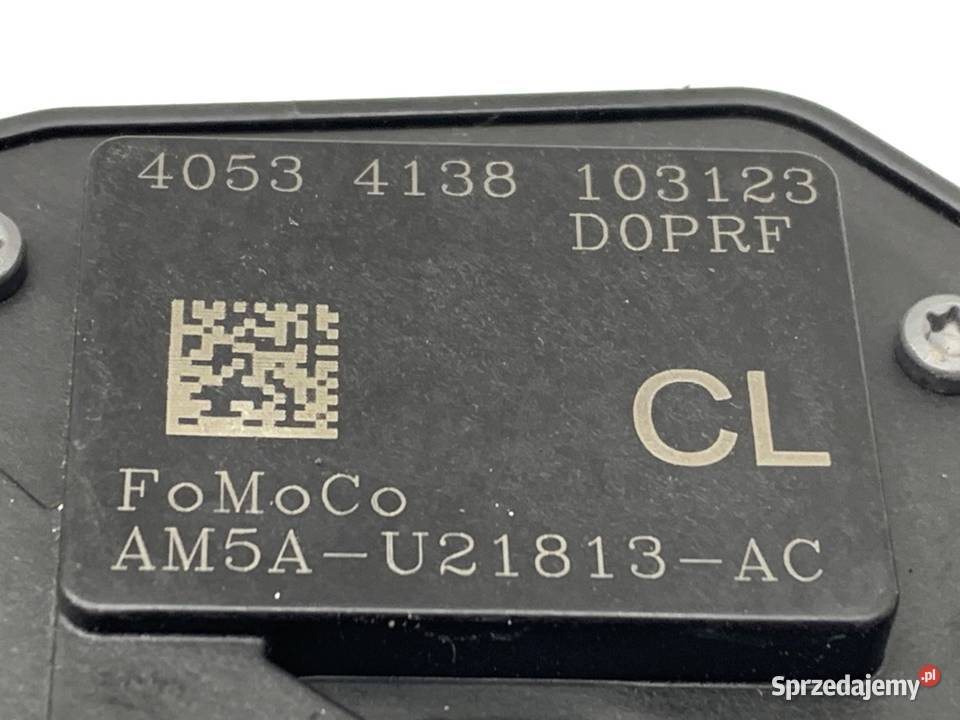 4053 4138 103123
D0PRF
CL
FoMoCo
AM5A-U21813-AC
Sprzedajemy.pl